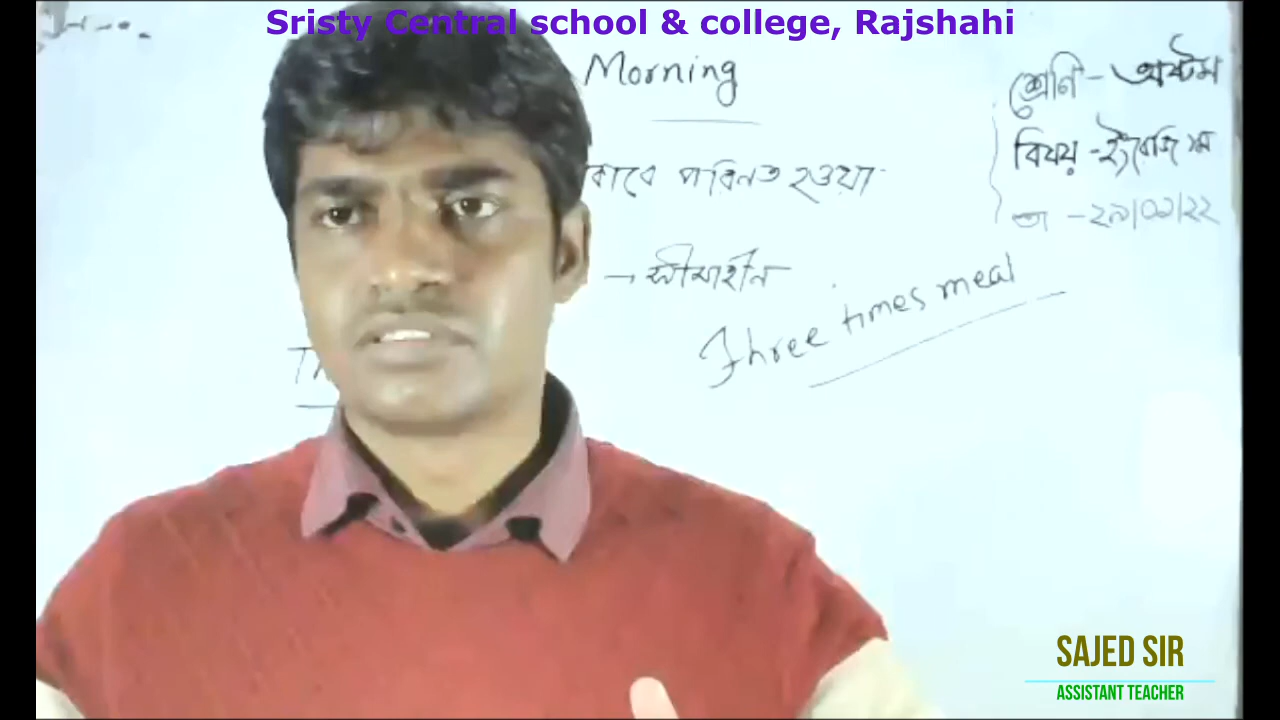 Sristy Central school & college, Rajshahi
Morning
শ্রেণি - অষ্টম
বিষয় - ইংরেজি ১ম
পরিনত হওয়া
তা - ২৯/০১/২২
→ সীমাহীন
Three times meal
SAJED SIR
ASSISTANT TEACHER